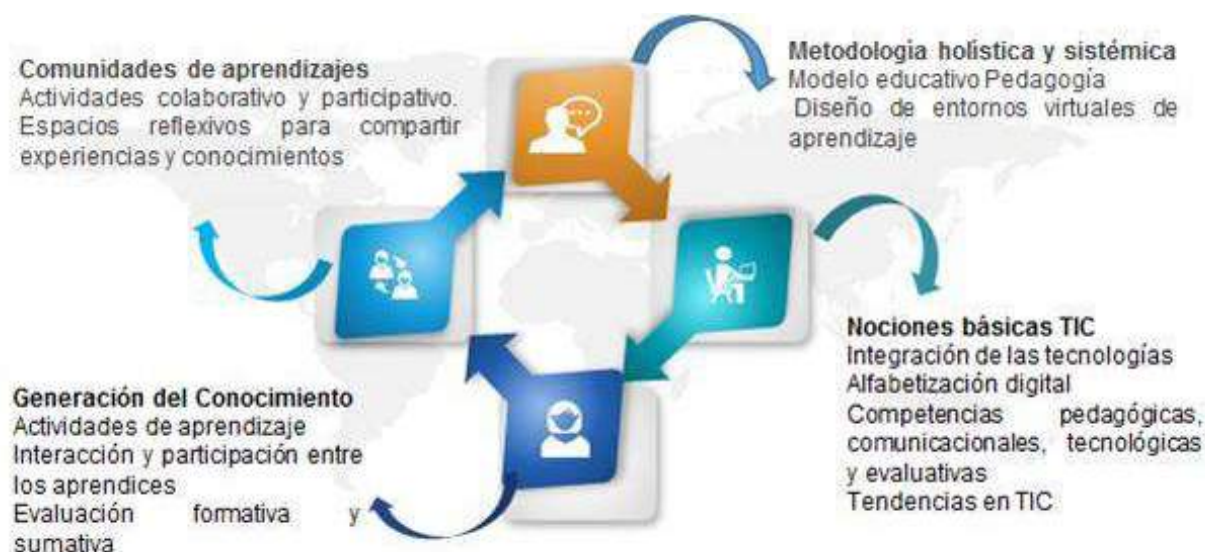 Comunidades de aprendizajes
Actividades colaborativo y participativo.
Espacios reflexivos para compartir
experiencias y conocimientos
Metodología holística y sistémica
Modelo educativo Pedagogía
Diseño de entornos virtuales de
aprendizaje
Nociones básicas TIC
Integración de las tecnologías
Alfabetización digital
Competencias pedagógicas,
comunicacionales, tecnológicas
y evaluativas
Tendencias en TIC
Generación del Conocimiento
Actividades de aprendizaje
Interacción y participación entre
los aprendices
Evaluación formativa y
sumativa